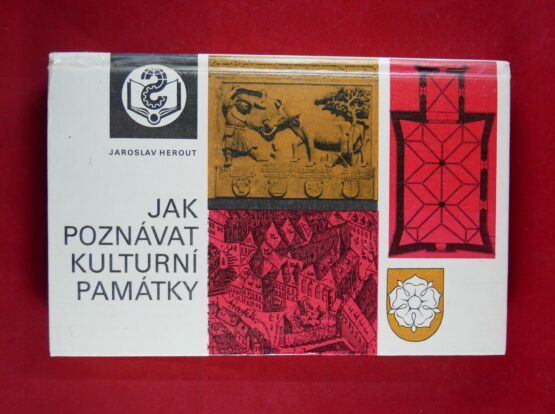 JAROSLAV HEROUT
JAK
POZNÁVAT
KULTURNÍ
PAMÁTKY